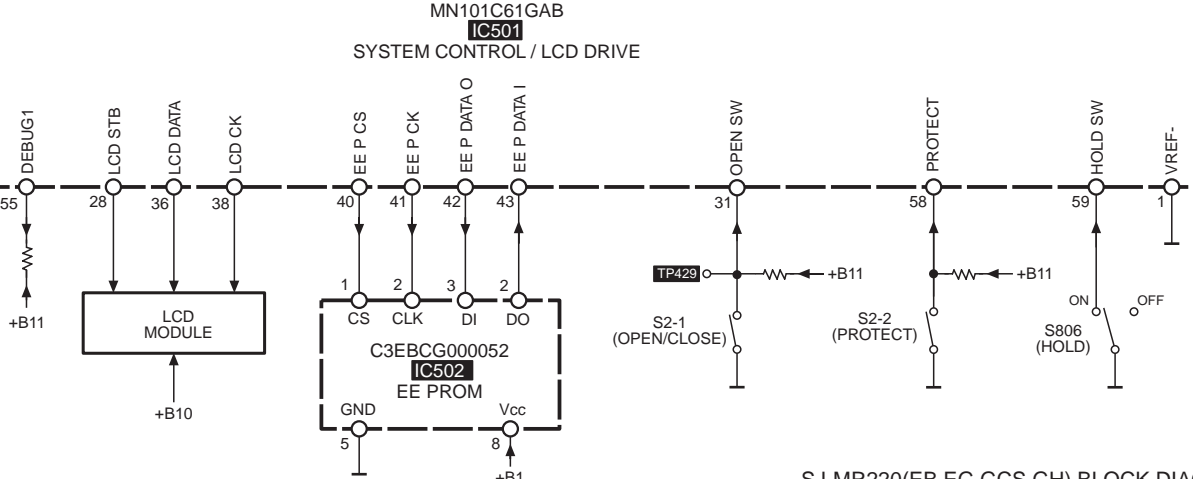 MN101C61GAB
IC501
SYSTEM CONTROL / LCD DRIVE
DEBUG1
LCD STB
LCD DATA
LCD CK
EE P CS
EE P CK
EE P DATA O
EE P DATA I
OPEN SW
PROTECT
HOLD SW
VREF-
55
28
36
38
40
41
42
43
31
58
59
1
+B11
LCD
MODULE
+B10
1
2
3
2
CS
CLK
DI
DO
C3EBCG000052
IC502
EE PROM
GND
Vcc
5
8
+B1
TP429
+B11
S2-1
(OPEN/CLOSE)
+B11
S2-2
(PROTECT)
ON
OFF
S806
(HOLD)